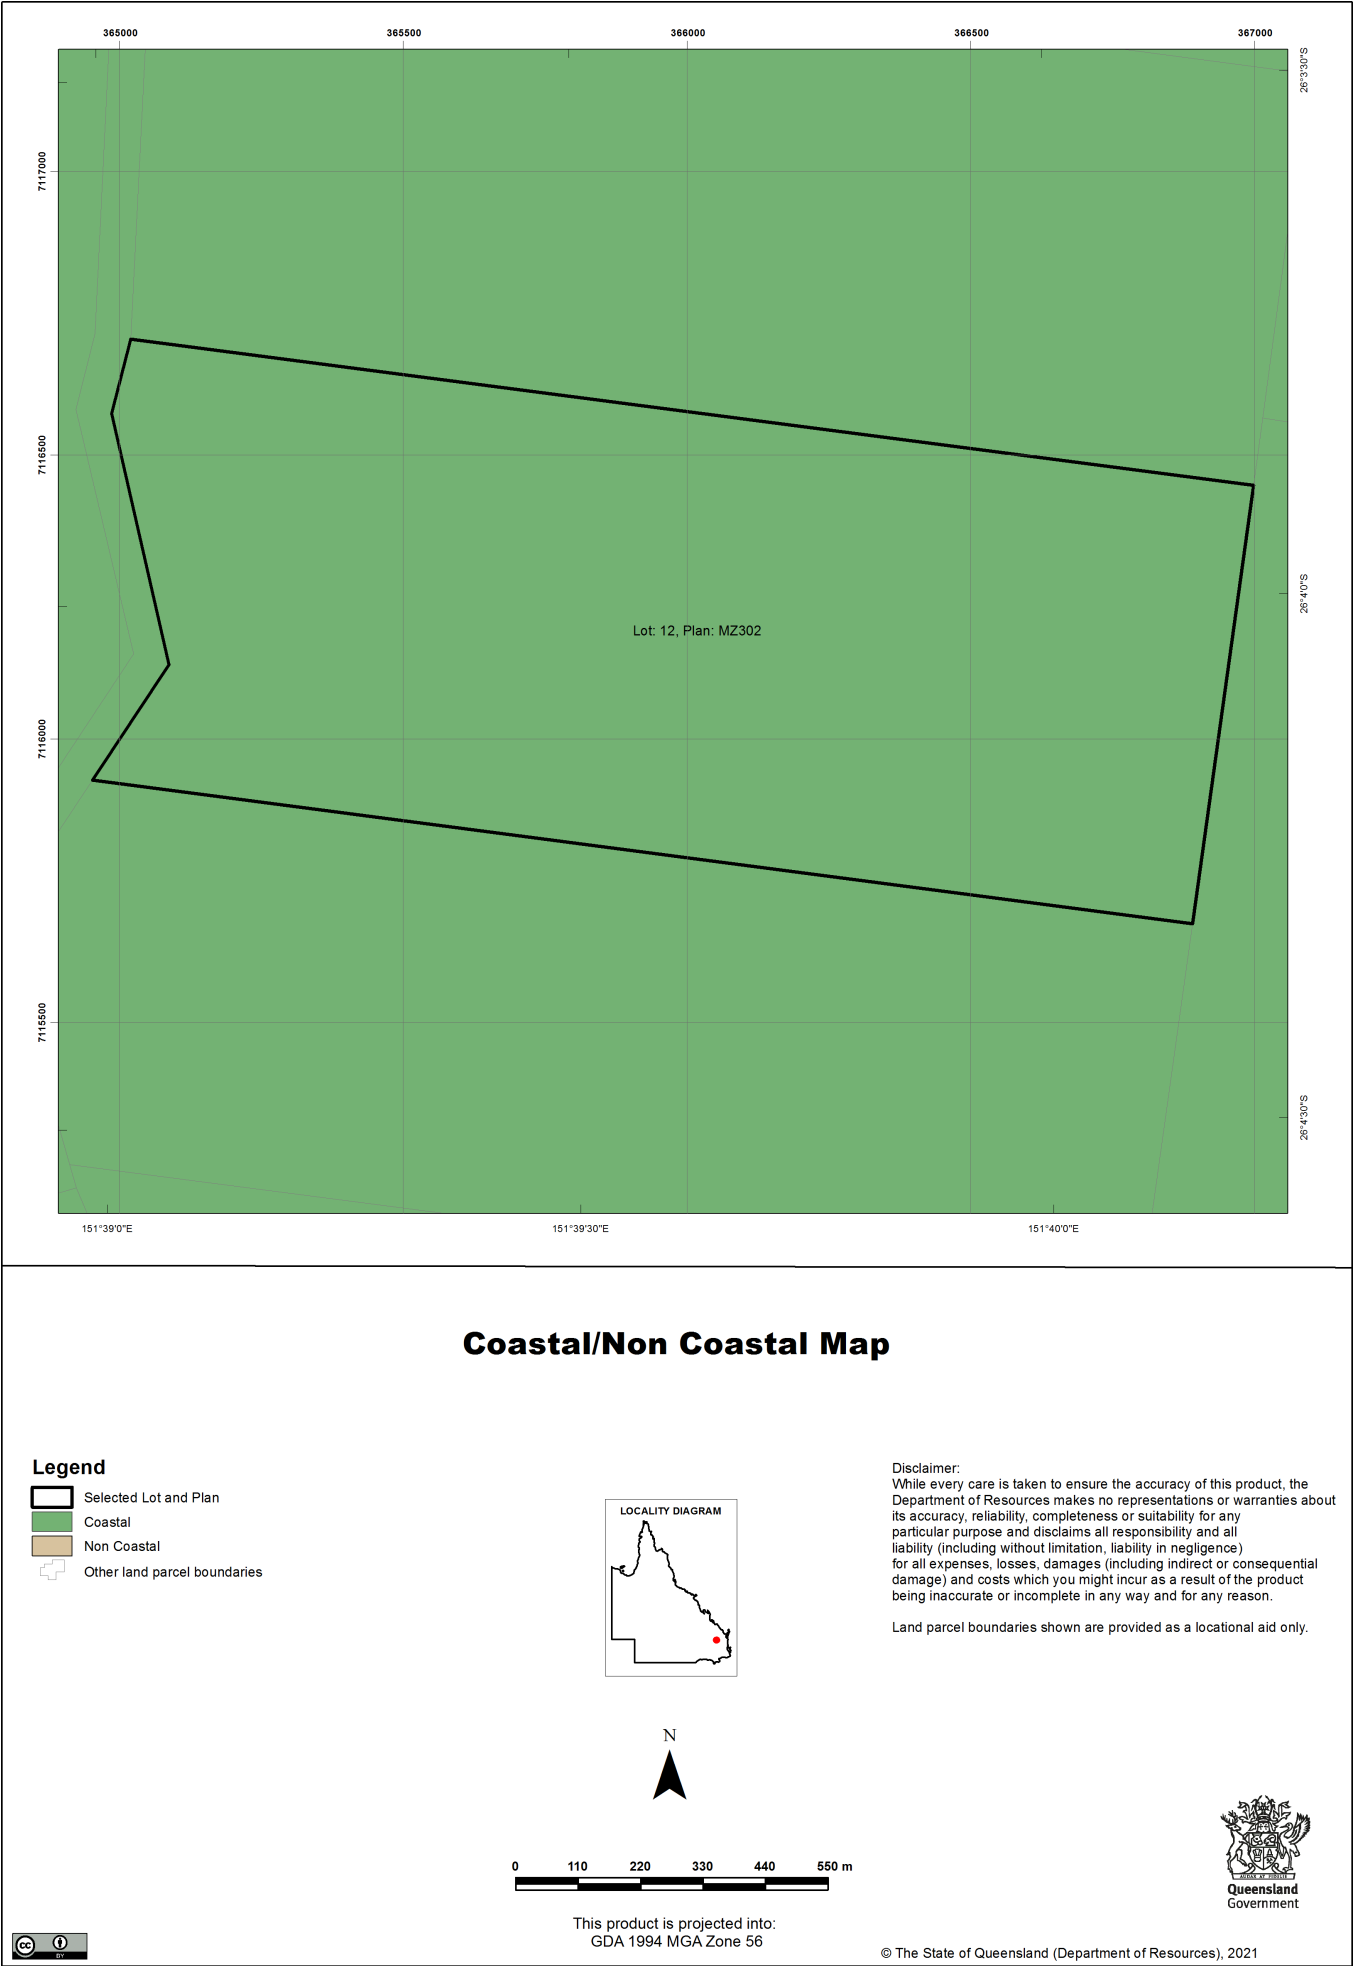 365000 365500 366000 366500 367000
26°3'30"S
7117000
7116500
26°4'0"S
Lot: 12, Plan: MZ302
7116000
7115500
26°4'30"S
151°39'0"E 151°39'30"E 151°40'0"E
Coastal/Non Coastal Map
Legend
Selected Lot and Plan
Coastal
Non Coastal
Other land parcel boundaries
LOCALITY DIAGRAM
Disclaimer:
While every care is taken to ensure the accuracy of this product, the
Department of Resources makes no representations or warranties about
its accuracy, reliability, completeness or suitability for any
particular purpose and disclaims all responsibility and all
liability (including without limitation, liability in negligence)
for all expenses, losses, damages (including indirect or consequential
damage) and costs which you might incur as a result of the product
being inaccurate or incomplete in any way and for any reason.
Land parcel boundaries shown are provided as a locational aid only.
N
0 110 220 330 440 550 m
This product is projected into:
GDA 1994 MGA Zone 56
AUDAX AT FIDELIS
Queensland
Government
cc BY
© The State of Queensland (Department of Resources), 2021